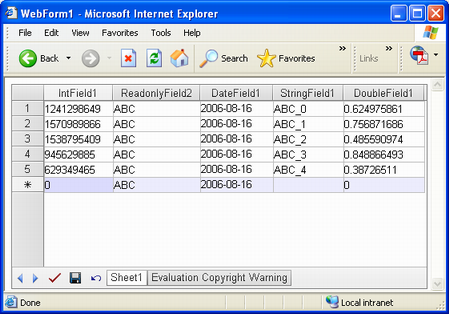 WebForm1 - Microsoft Internet Explorer
File Edit View Favorites Tools Help
Back Search Favorites » Links »
IntField1 ReadonlyField2 DateField1 StringField1 DoubleField1
1 1241298649 ABC 2006-08-16 ABC_0 0.624975861
2 1570989866 ABC 2006-08-16 ABC_1 0.756871686
3 1538795409 ABC 2006-08-16 ABC_2 0.485590974
4 945629885 ABC 2006-08-16 ABC_3 0.848866493
5 629349465 ABC 2006-08-16 ABC_4 0.38726511
* 0 ABC 2006-08-16 0
Sheet1 Evaluation Copyright Warning
Done Local intranet